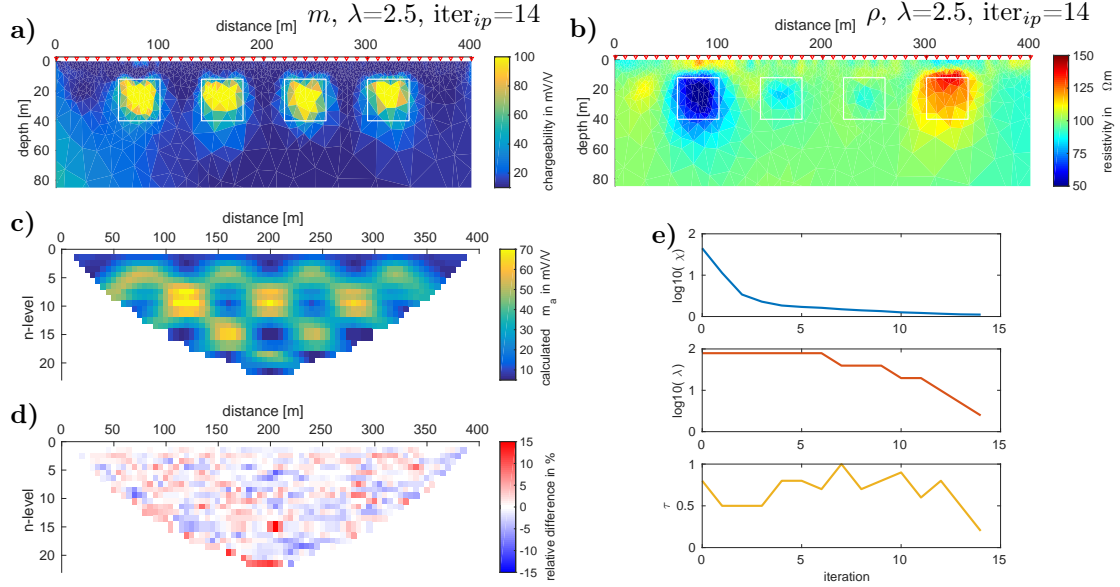 m, λ=2.5, iter_ip=14
a)
distance [m]
0 100 200 300 400
0
20
40
60
80
depth [m]
100
80
60
40
20
chargeability in mV/V
ρ, λ=2.5, iter_ip=14
b)
distance [m]
0 100 200 300 400
0
20
40
60
80
depth [m]
150
125
100
75
50
resistivity in Ωm
c)
distance [m]
0 50 100 150 200 250 300 350 400
0
5
10
15
20
n-level
70
60
50
40
30
20
10
calculated m_a in mV/V
d)
distance [m]
0 50 100 150 200 250 300 350 400
0
5
10
15
20
n-level
15
10
5
0
-5
-10
-15
relative difference in %
e)
2
1
0
log10( χ)
0 5 10 15
2
1
0
log10( λ)
0 5 10 15
1
0.5
τ
0 5 10 15
iteration